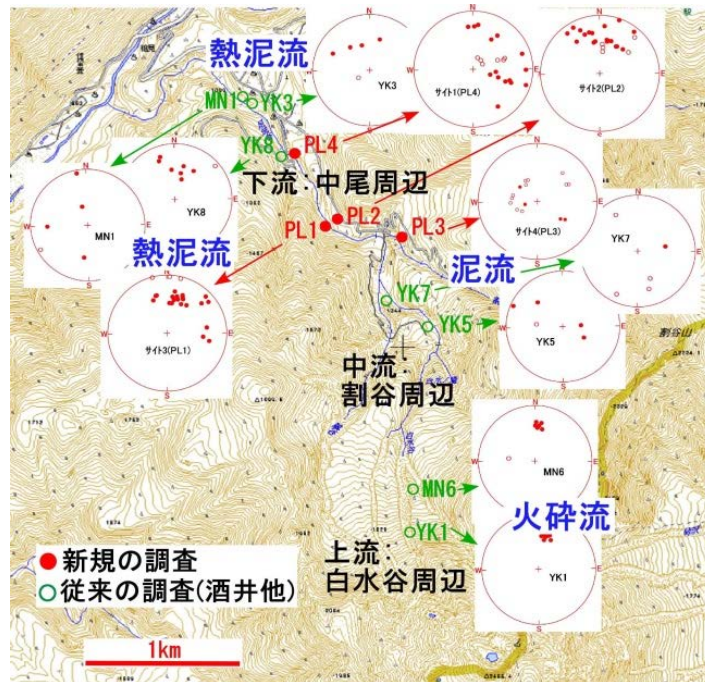 熱泥流
N
W
E
S
YK3
N
W
E
S
サイト1(PL4)
N
W
E
S
サイト2(PL2)
MN1
YK3
YK8
PL4
下流:中尾周辺
N
W
E
S
MN1
N
E
YK8
PL1
PL2
PL3
N
W
E
S
サイト4(PL3)
N
W
E
S
YK7
熱泥流
泥流
N
W
E
S
サイト3(PL1)
YK7
YK5
W
E
S
YK5
割谷山
中流:
割谷周辺
N
W
E
MN6
MN6
火砕流
YK1
W
E
S
YK1
上流:
白水谷周辺
新規の調査
従来の調査(酒井他)
1km